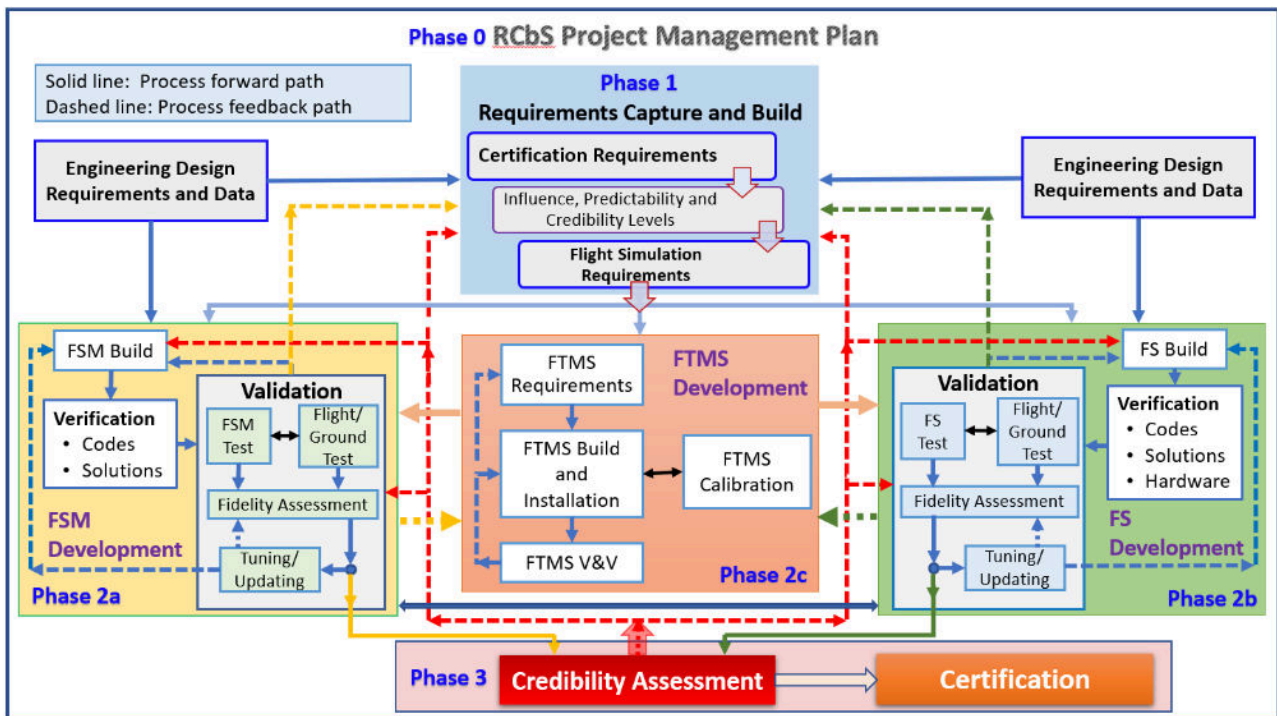 Phase 0 RCbS Project Management Plan
Solid line: Process forward path
Dashed line: Process feedback path
Phase 1
Requirements Capture and Build
Certification Requirements
Influence, Predictability and
Credibility Levels
Flight Simulation
Requirements
Engineering Design
Requirements and Data
Engineering Design
Requirements and Data
FSM Build
Verification
• Codes
• Solutions
Validation
FSM
Test
Flight/
Ground
Test
Fidelity Assessment
Tuning/
Updating
FSM
Development
Phase 2a
FTMS
Requirements
FTMS
Development
FTMS Build
and
Installation
FTMS
Calibration
FTMS V&V
Phase 2c
FS Build
Validation
FS
Test
Flight/
Ground
Test
Verification
• Codes
• Solutions
• Hardware
Fidelity Assessment
Tuning/
Updating
FS
Development
Phase 2b
Phase 3
Credibility Assessment
Certification